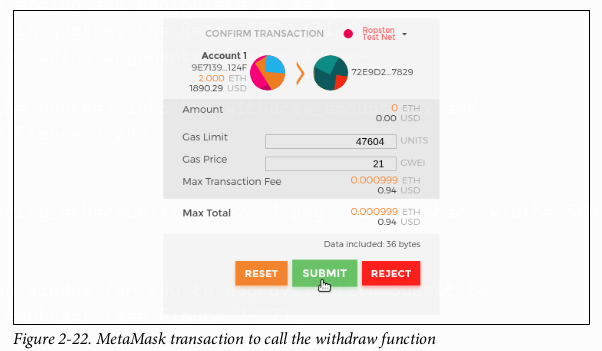 CONFIRM TRANSACTION Ropsten Test Net
Account 1
9E7139...124F
2.000 ETH
1890.29 USD
72E9D2...7829
Amount 0 ETH
0.00 USD
Gas Limit 47604 UNITS
Gas Price 21 GWEI
Max Transaction Fee 0.000999 ETH
0.94 USD
Max Total 0.000999 ETH
0.94 USD
Data included: 36 bytes
RESET SUBMIT REJECT
Figure 2-22. MetaMask transaction to call the withdraw function